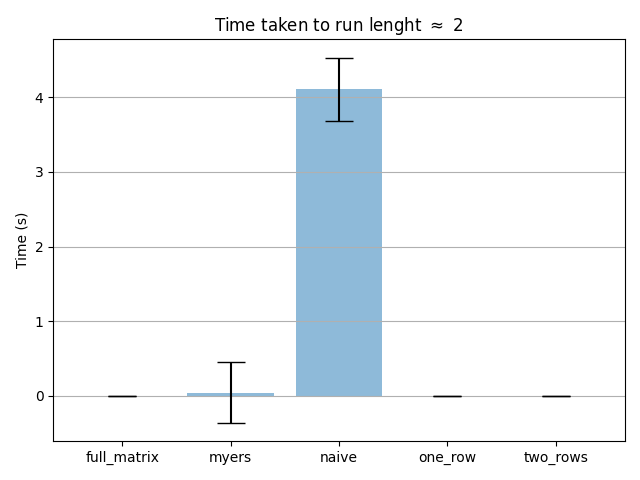 Time taken to run lenght ≈ 2
4
3
2
1
0
Time (s)
full_matrix myers naive one_row two_rows